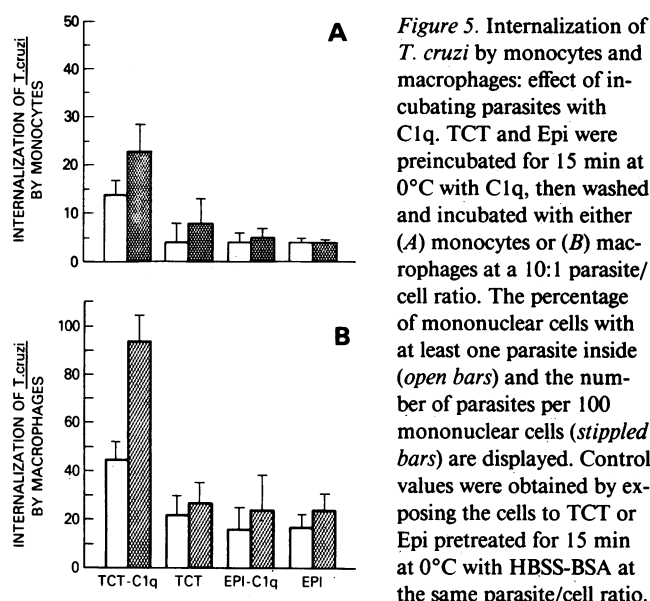 50
40
30
20
10
0
INTERNALIZATION OF T.cruzi
BY MONOCYTES
A
100
80
60
40
20
0
INTERNALIZATION OF T.cruzi
BY MACROPHAGES
B
TCT-C1q TCT EPI-C1q EPI
Figure 5. Internalization of
T. cruzi by monocytes and
macrophages: effect of in-
cubating parasites with
C1q. TCT and Epi were
preincubated for 15 min at
0°C with C1q, then washed
and incubated with either
(A) monocytes or (B) mac-
rophages at a 10:1 parasite/
cell ratio. The percentage
of mononuclear cells with
at least one parasite inside
(open bars) and the num-
ber of parasites per 100
mononuclear cells (stippled
bars) are displayed. Control
values were obtained by ex-
posing the cells to TCT or
Epi pretreated for 15 min
at 0°C with HBSS-BSA at
the same parasite/cell ratio.